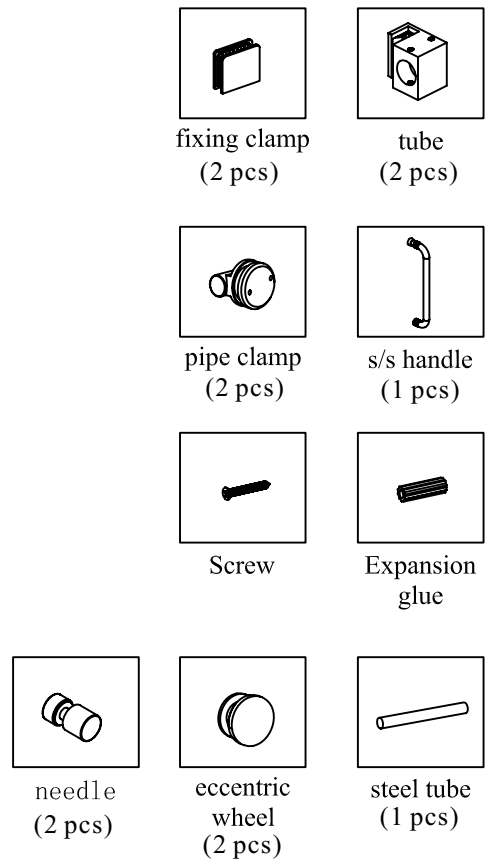 fixing clamp
(2 pcs)
tube
(2 pcs)
pipe clamp
(2 pcs)
s/s handle
(1 pcs)
Screw
Expansion
glue
needle
(2 pcs)
eccentric
wheel
(2 pcs)
steel tube
(1 pcs)